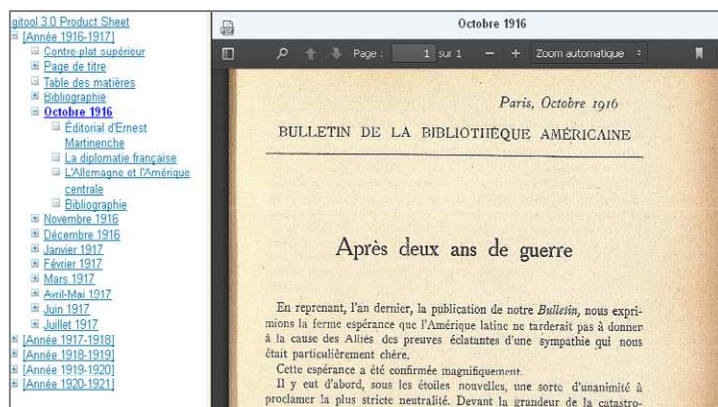 gitool 3.0 Product Sheet
[Année 1916-1917]
Contre-plat supérieur
Page de titre
Table des matières
Bibliographie
Octobre 1916
Éditorial d'Ernest
Martinenche
La diplomatie française
L'Allemagne et l'Amérique
centrale
Bibliographie
Novembre 1916
Décembre 1916
Janvier 1917
Février 1917
Mars 1917
Avril-Mai 1917
Juin 1917
Juillet 1917
[Année 1917-1918]
[Année 1918-1919]
[Année 1919-1920]
[Année 1920-1921]
Octobre 1916
Page : 1 sur 1 Zoom automatique
Paris, Octobre 1916
BULLETIN DE LA BIBLIOTHÈQUE AMÉRICAINE
Après deux ans de guerre
En reprenant, l'an dernier, la publication de notre Bulletin, nous expri-
mions la ferme espérance que l'Amérique latine ne tarderait pas à donner
à la cause des Alliés des preuves éclatantes d'une sympathie qui nous
était particulièrement chère.
Cette espérance a été confirmée magnifiquement.
Il y eut d'abord, sous les étoiles nouvelles, une sorte d'unanimité à
proclamer la plus stricte neutralité. Devant la grandeur de la catastro-